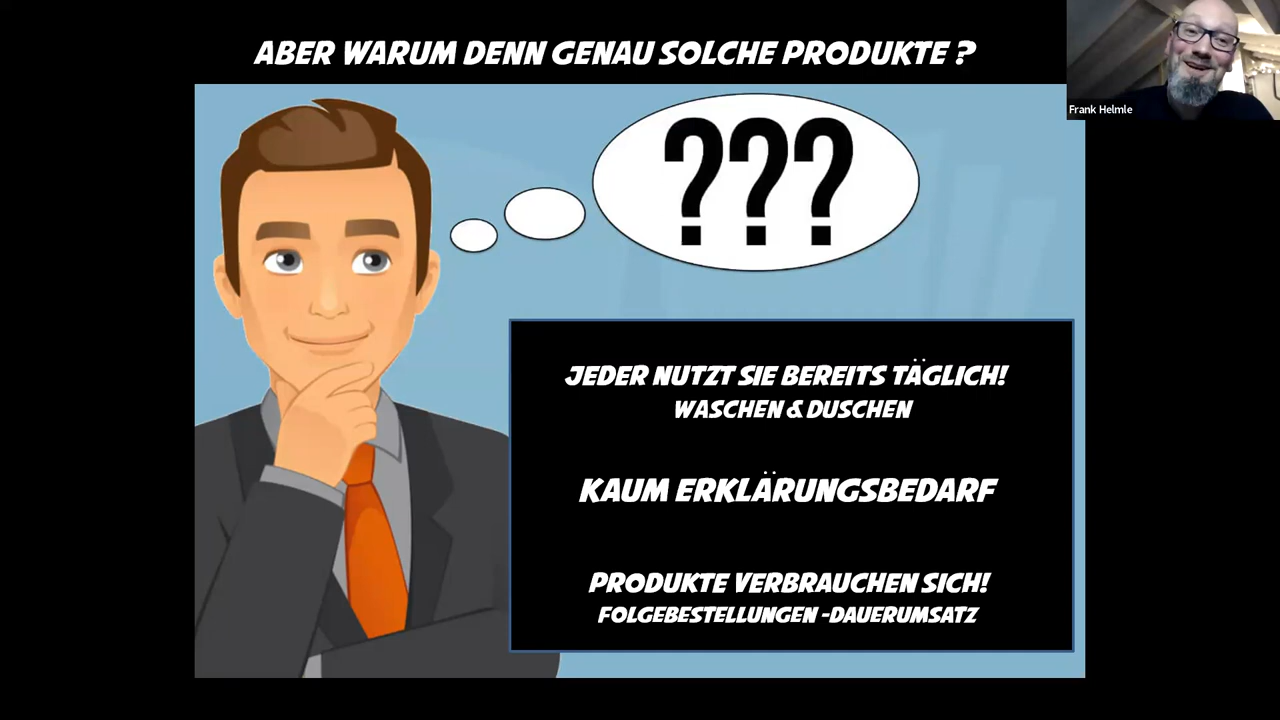 ABER WARUM DENN GENAU SOLCHE PRODUKTE ?
Frank Helmle
???
JEDER NUTZT SIE BEREITS TÄGLICH!
WASCHEN & DUSCHEN
KAUM ERKLÄRUNGSBEDARF
PRODUKTE VERBRAUCHEN SICH!
FOLGEBESTELLUNGEN -DAUERUMSATZ